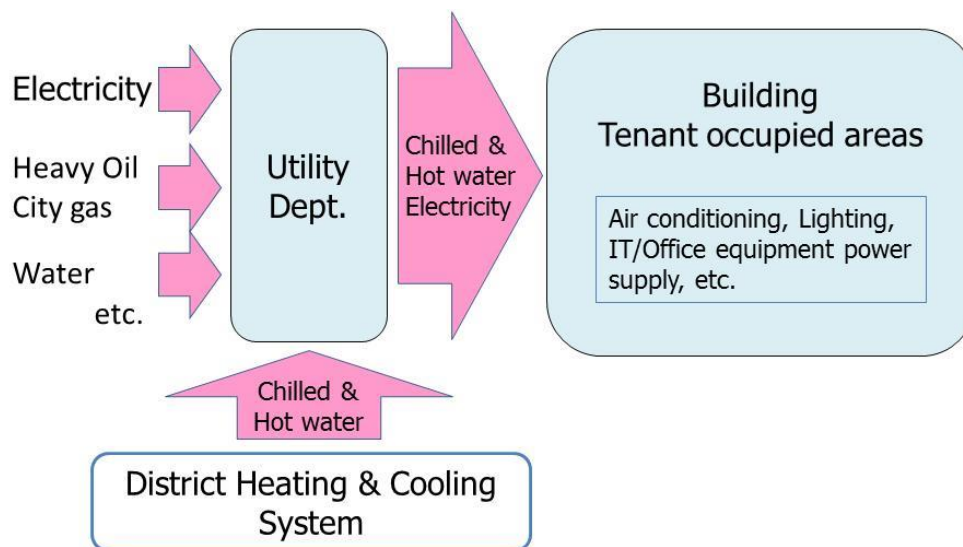 Electricity
Heavy Oil
City gas
Water
etc.
Utility
Dept.
Chilled &
Hot water
Electricity
Building
Tenant occupied areas
Air conditioning, Lighting,
IT/Office equipment power
supply, etc.
Chilled &
Hot water
District Heating & Cooling
System